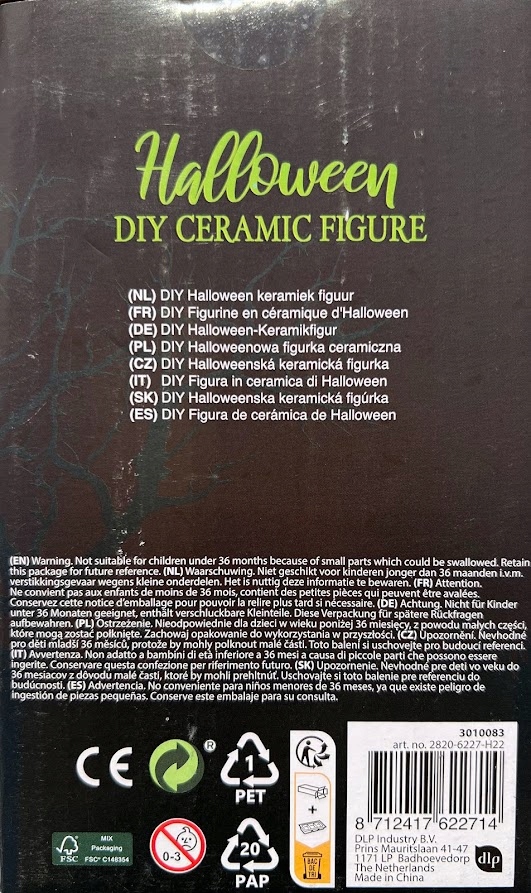 Halloween
DIY CERAMIC FIGURE
(NL) DIY Halloween keramiek figuur
(FR) DIY Figurine en céramique d'Halloween
(DE) DIY Halloween-Keramikfigur
(PL) DIY Halloweenowa figurka ceramiczna
(CZ) DIY Halloweenská keramická figurka
(IT) DIY Figura in ceramica di Halloween
(SK) DIY Halloweenska keramická figúrka
(ES) DIY Figura de cerámica de Halloween
(EN) Warning. Not suitable for children under 36 months because of small parts which could be swallowed. Retain
this package for future reference. (NL) Waarschuwing. Niet geschikt voor kinderen jonger dan 36 maanden i.v.m.
verstikkingsgevaar wegens kleine onderdelen. Het is nuttig deze informatie te bewaren. (FR) Attention.
Ne convient pas aux enfants de moins de 36 mois, contient des petites pièces qui peuvent être avalées.
Conservez cette notice d'emballage pour pouvoir la relire plus tard si nécessaire. (DE) Achtung. Nicht für Kinder
unter 36 Monaten geeignet, enthält verschluckbare Kleinteile. Diese Verpackung für spätere Rückfragen
aufbewahren. (PL) Ostrzeżenie. Nieodpowiednie dla dzieci w wieku poniżej 36 miesięcy, z powodu małych części,
które mogą zostać połknięte. Zachowaj opakowanie do wykorzystania w przyszłości. (CZ) Upozornění. Nevhodné
pro děti mladší 36 měsíců, protože by mohly polknout malé části. Toto balení si uschovejte pro budoucí referenci.
(IT) Avvertenza. Non adatto a bambini di età inferiore a 36 mesi a causa di piccole parti che possono essere
ingerite. Conservare questa confezione per riferimento futuro. (SK) Upozornenie. Nevhodné pre deti vo veku do
36 mesiacov z dôvodu malé častí, ktoré by mohli prehltnúť. Uschovajte si toto balenie pre referenciu do
budúcnosti. (ES) Advertencia. No conveniente para niños menores de 36 meses, ya que existe peligro de
ingestión de piezas pequeñas. Conserve este embalaje para su consulta.
CE
®
1
PET
+
BAC
DE
TRI
3010083
art. no. 2820-6227-H22
8 712417 622714
DLP Industry B.V.
Prins Mauritslaan 41-47
1171 LP Badhoevedorp
The Netherlands
Made in China
dlp
FSC
MIX
Packaging
FSC® C148354
0-3
20
PAP